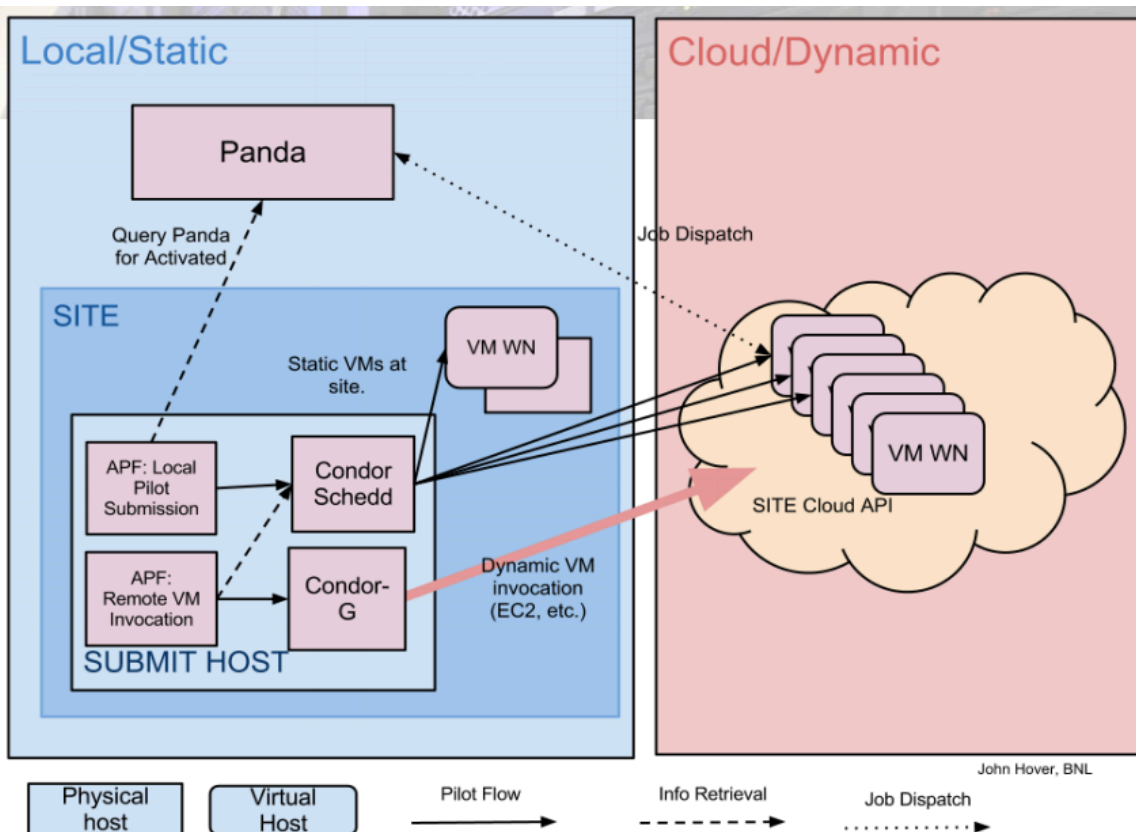 Local/Static
Cloud/Dynamic
Panda
Query Panda
for Activated
Job Dispatch
SITE
VM WN
Static VMs at
site.
APF: Local
Pilot
Submission
Condor
Schedd
VM WN
SITE Cloud API
APF:
Remote VM
Invocation
Condor-
G
Dynamic VM
invocation
(EC2, etc.)
SUBMIT HOST
John Hover, BNL
Physical
host
Virtual
Host
Pilot Flow
Info Retrieval
Job Dispatch